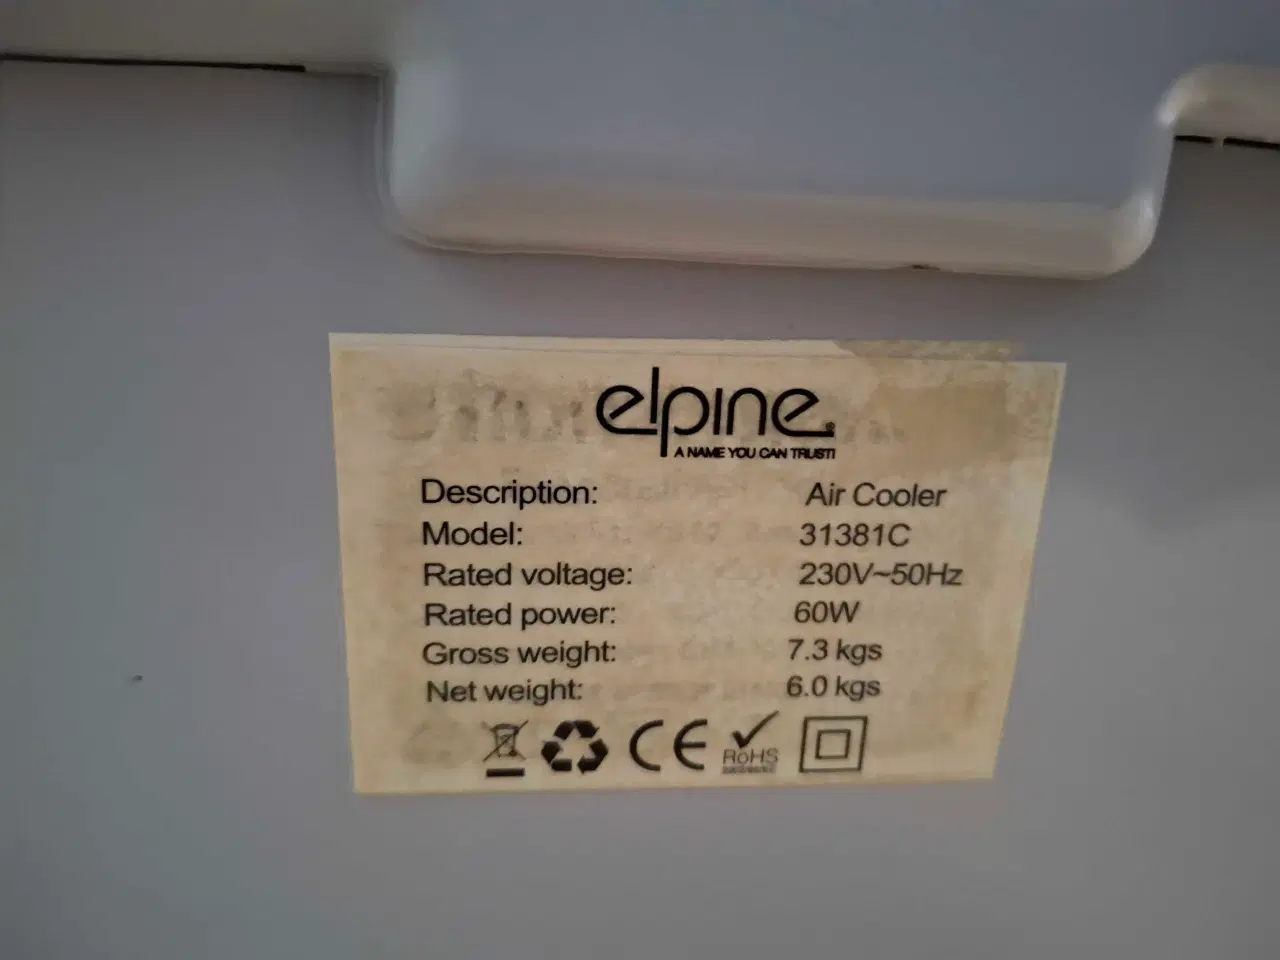 elpine®
A NAME YOU CAN TRUST!
Description: Air Cooler
Model: 31381C
Rated voltage: 230V~50Hz
Rated power: 60W
Gross weight: 7.3 kgs
Net weight: 6.0 kgs
CE RoHS